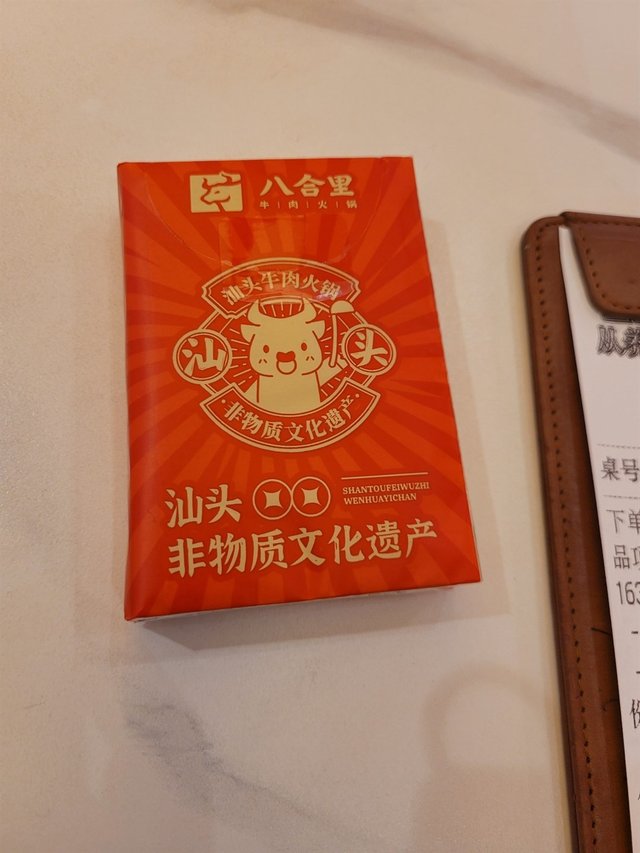 八合里
牛|肉|火|锅
汕头牛肉火锅
汕 头
·非物质文化遗产·
汕头
SHANTOUFEIWUZHI
WENHUAYICHAN
非物质文化遗产
桌号
下单
品项
163